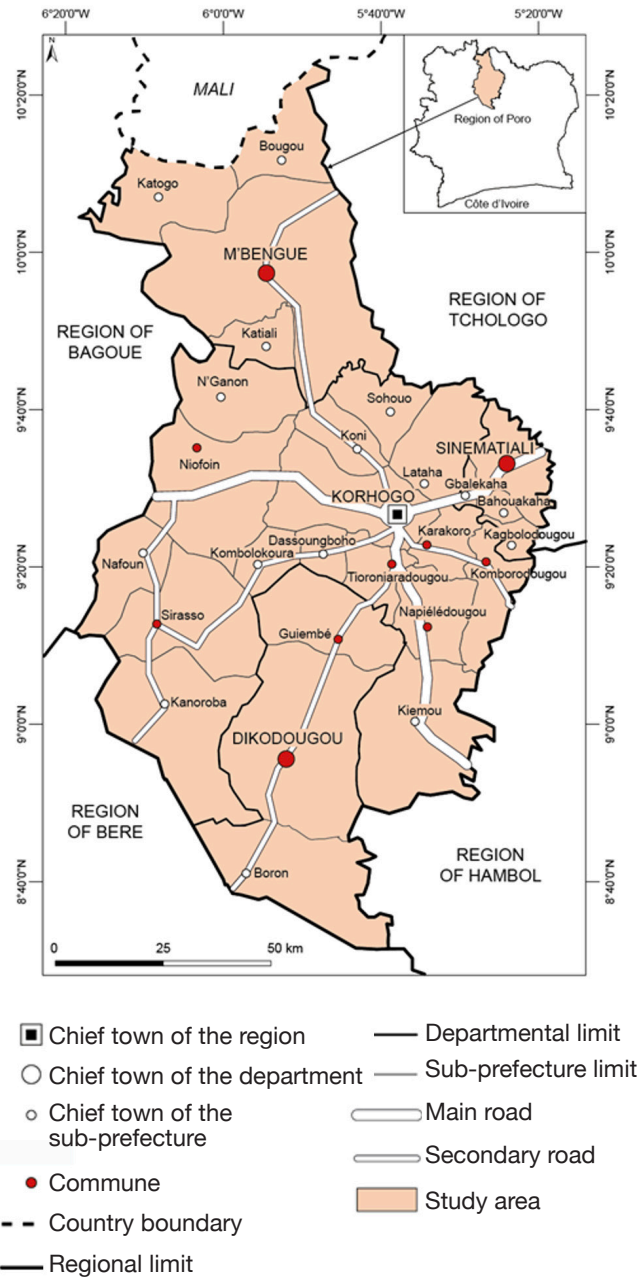 6°20'0"W
6°00'0"W
5°40'0"W
5°20'0"W
N
10°20'0"N
10°20'0"N
MALI
Region of Poro
Côte d'Ivoire
Bougou
Katogo
10°0'0"N
10°0'0"N
M'BENGUE
REGION OF
TCHOLOGO
REGION OF
BAGOUE
Katiali
N'Ganon
Sohouo
9°40'0"N
9°40'0"N
Koni
SINEMATIALI
Niofoin
Lataha
Gbalekaha
KORHOGO
Bahouakaha
Karakoro
Kagbolodougou
Dassoungboho
Kombolokoura
Nafoun
9°20'0"N
9°20'0"N
Tioroniaradougou
Komborodougou
Sirasso
Napiélédougou
Guiembé
Kanoroba
Kiemou
9°0'0"N
9°0'0"N
DIKODOUGOU
REGION
OF BERE
REGION
OF HAMBOL
Boron
8°40'0"N
8°40'0"N
0 25 50 km
Chief town of the region
Chief town of the department
Chief town of the
sub-prefecture
Commune
Country boundary
Regional limit
Departmental limit
Sub-prefecture limit
Main road
Secondary road
Study area